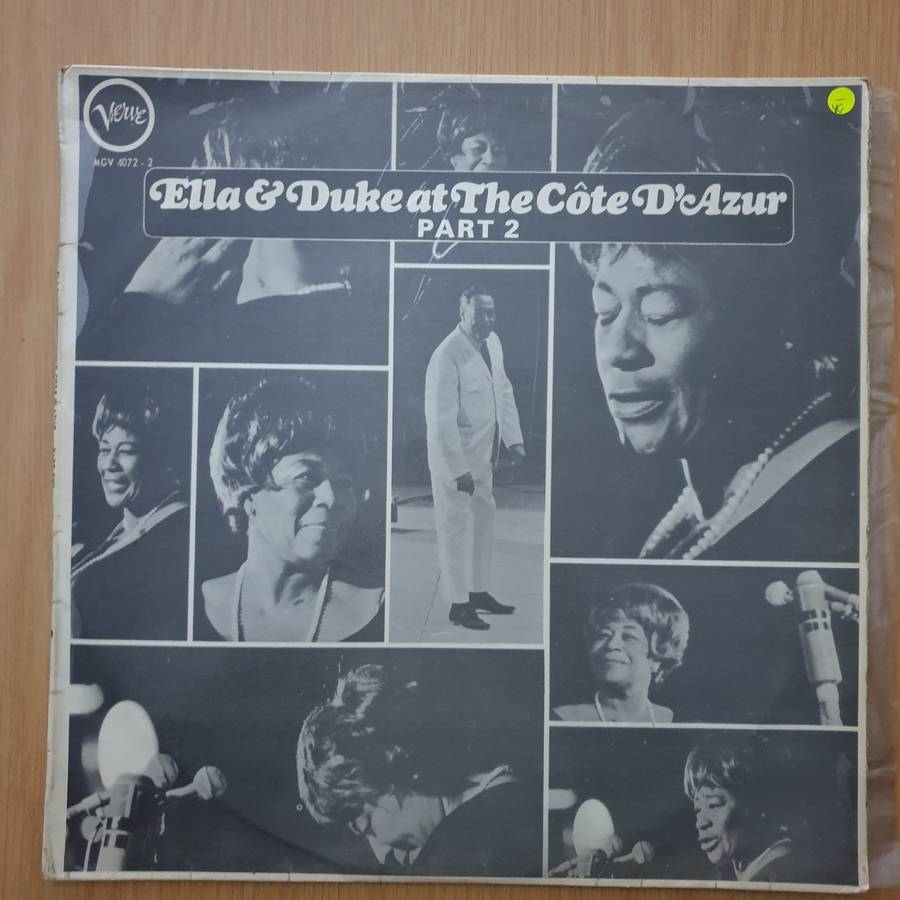 Verve
MGV 4072 - 2
Ella & Duke at The Côte D'Azur
PART 2